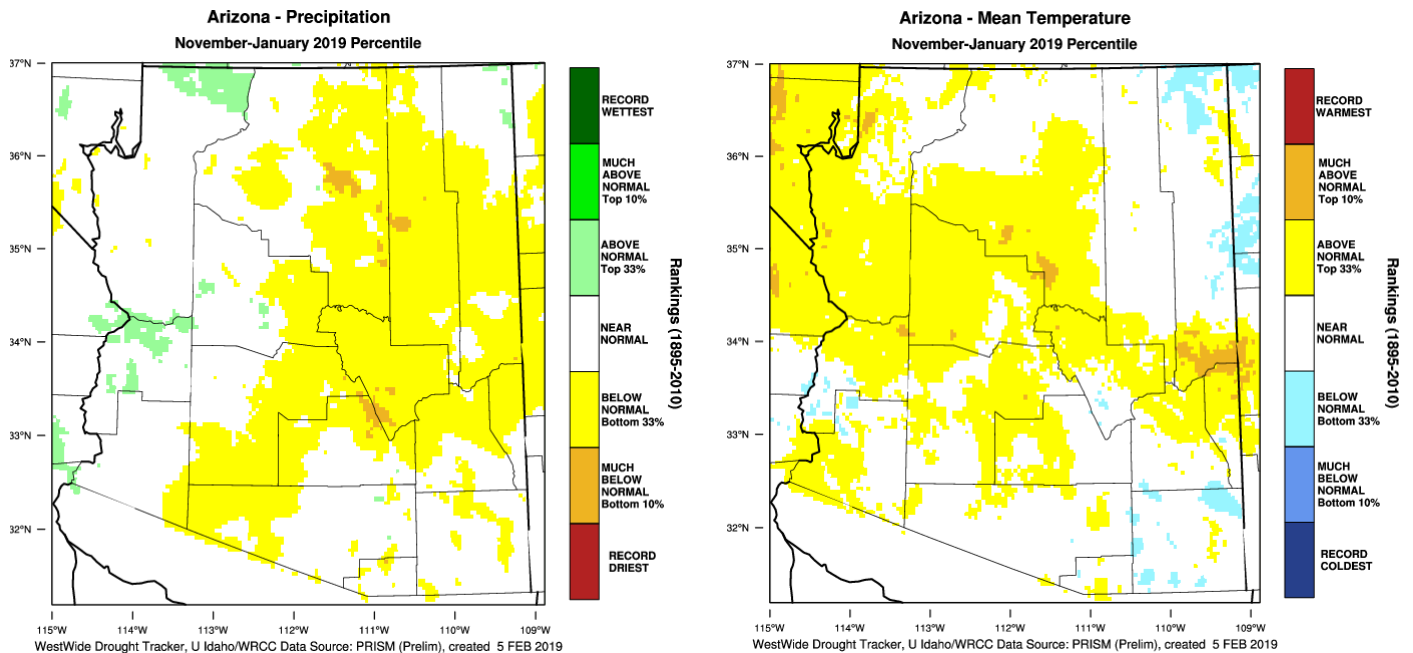 Arizona - Precipitation
November-January 2019 Percentile
37°N
36°N
35°N
34°N
33°N
32°N
115°W
114°W
113°W
112°W
111°W
110°W
109°W
RECORD
WETTEST
MUCH
ABOVE
NORMAL
Top 10%
ABOVE
NORMAL
Top 33%
NEAR
NORMAL
BELOW
NORMAL
Bottom 33%
MUCH
BELOW
NORMAL
Bottom 10%
RECORD
DRIEST
Rankings (1895-2010)
WestWide Drought Tracker, U Idaho/WRCC Data Source: PRISM (Prelim), created 5 FEB 2019
Arizona - Mean Temperature
November-January 2019 Percentile
37°N
36°N
35°N
34°N
33°N
32°N
115°W
114°W
113°W
112°W
111°W
110°W
109°W
RECORD
WARMEST
MUCH
ABOVE
NORMAL
Top 10%
ABOVE
NORMAL
Top 33%
NEAR
NORMAL
BELOW
NORMAL
Bottom 33%
MUCH
BELOW
NORMAL
Bottom 10%
RECORD
COLDEST
Rankings (1895-2010)
WestWide Drought Tracker, U Idaho/WRCC Data Source: PRISM (Prelim), created 5 FEB 2019